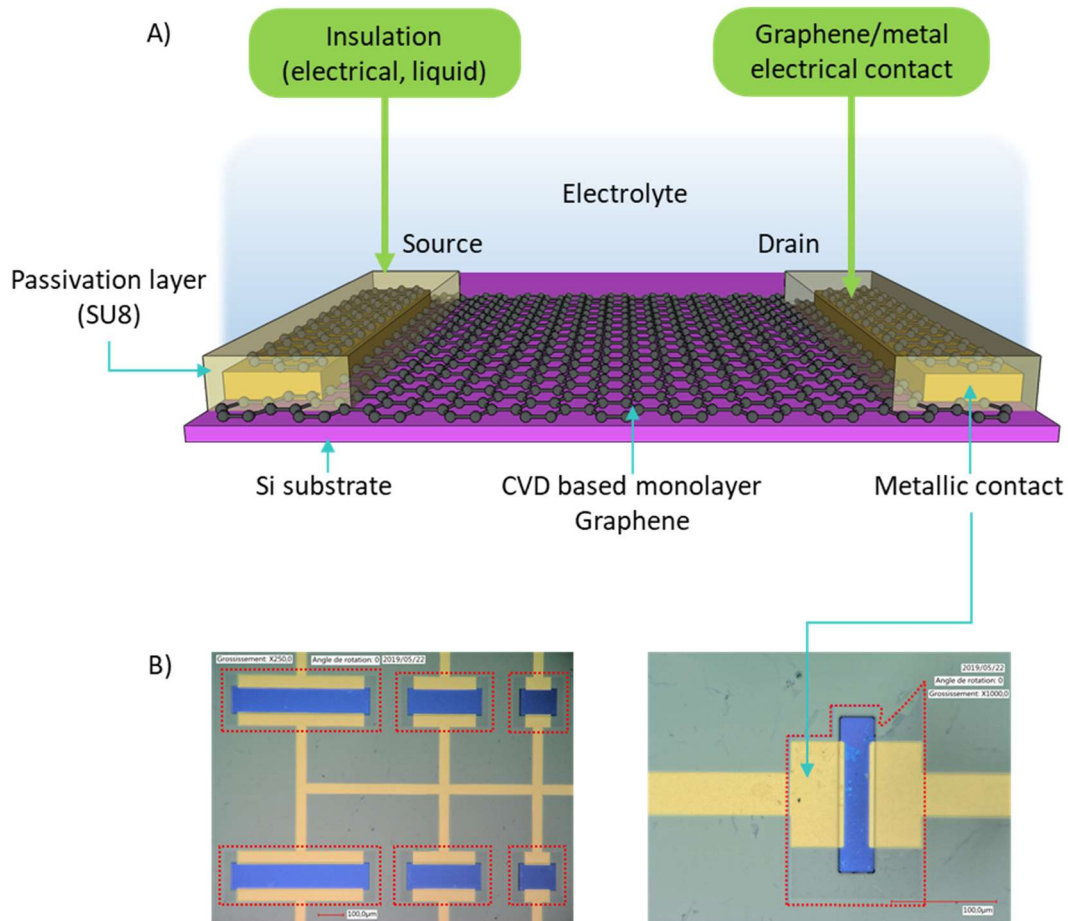 A)
Insulation
(electrical, liquid)
Graphene/metal
electrical contact
Electrolyte
Source
Drain
Passivation layer
(SU8)
Si substrate
CVD based monolayer
Graphene
Metallic contact
B)
Grossissement: X250,0
Angle de rotation: 0
2019/05/22
100,0µm
2019/05/22
Angle de rotation: 0
Grossissement: X1000,0
100,0µm